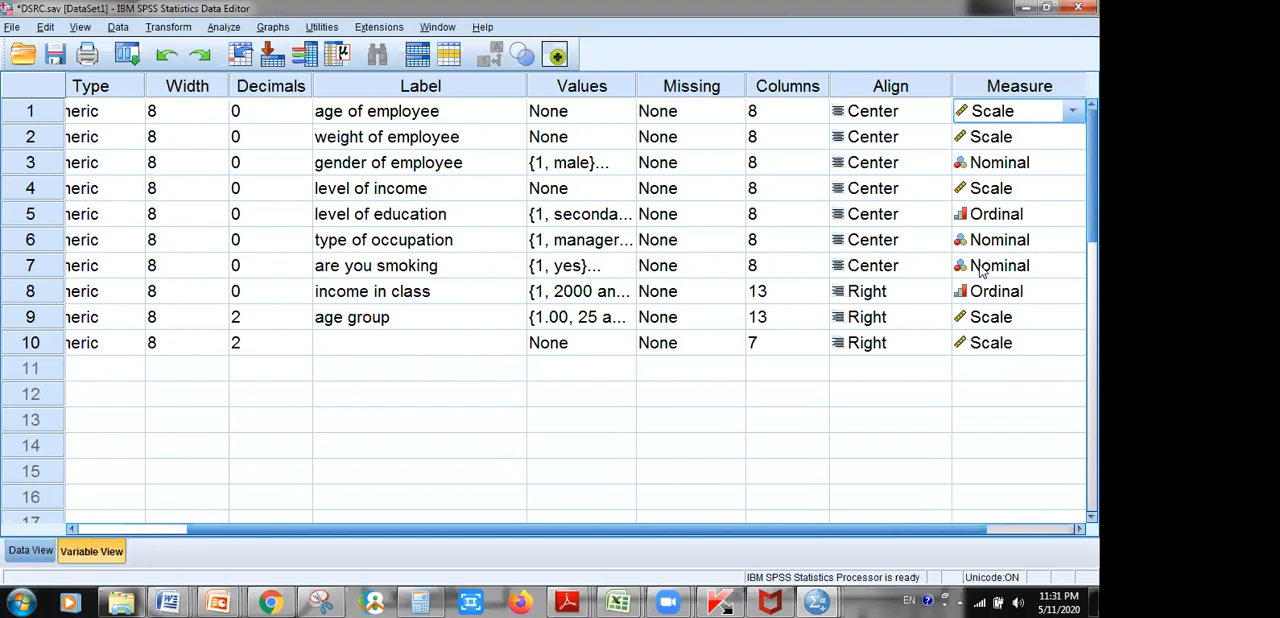 *DSRC.sav [DataSet1] - IBM SPSS Statistics Data Editor
File Edit View Data Transform Analyze Graphs Utilities Extensions Window Help
Type Width Decimals Label Values Missing Columns Align Measure
1 neric 8 0 age of employee None None 8 Center Scale
2 neric 8 0 weight of employee None None 8 Center Scale
3 neric 8 0 gender of employee {1, male}... None 8 Center Nominal
4 neric 8 0 level of income None None 8 Center Scale
5 neric 8 0 level of education {1, seconda... None 8 Center Ordinal
6 neric 8 0 type of occupation {1, manager... None 8 Center Nominal
7 neric 8 0 are you smoking {1, yes}... None 8 Center Nominal
8 neric 8 0 income in class {1, 2000 an... None 13 Right Ordinal
9 neric 8 2 age group {1.00, 25 a... None 13 Right Scale
10 neric 8 2 None None 7 Right Scale
11
12
13
14
15
16
17
Data View Variable View
IBM SPSS Statistics Processor is ready Unicode:ON
EN 11:31 PM
5/11/2020